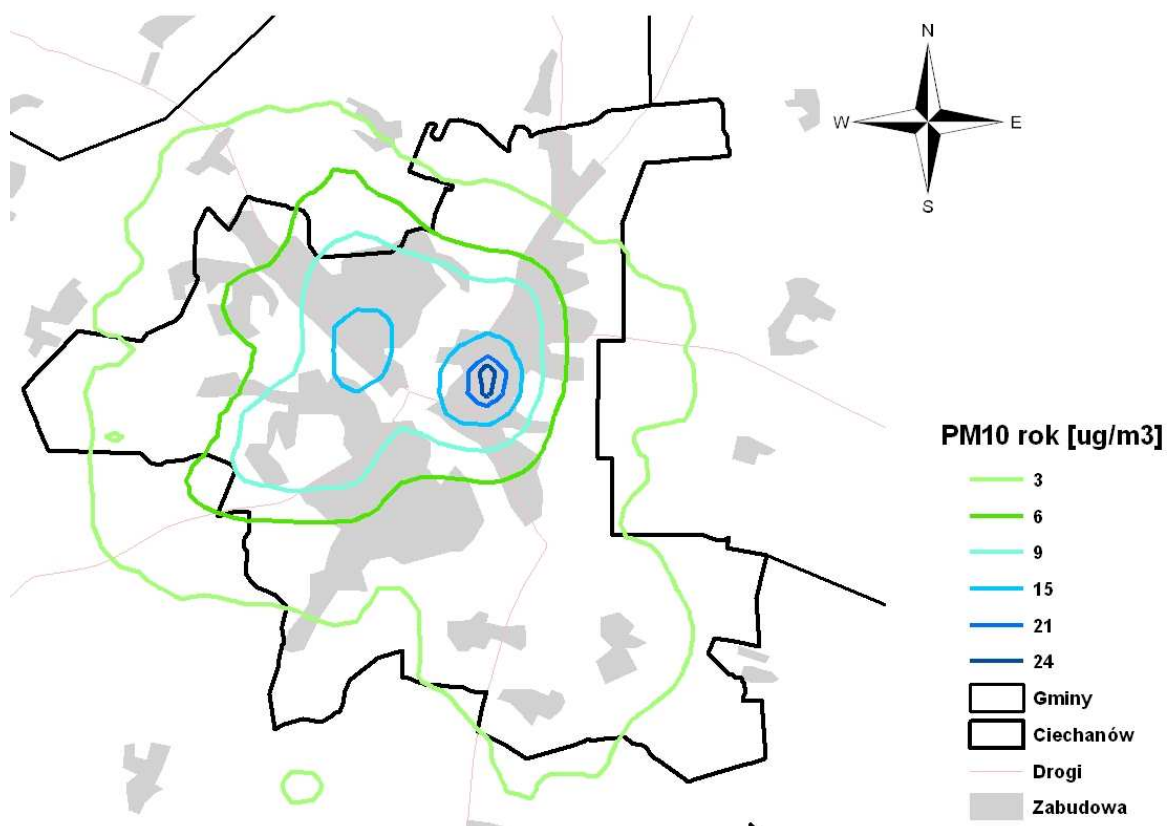 N
W
E
S
PM10 rok [ug/m3]
3
6
9
15
21
24
Gminy
Ciechanów
Drogi
Zabudowa